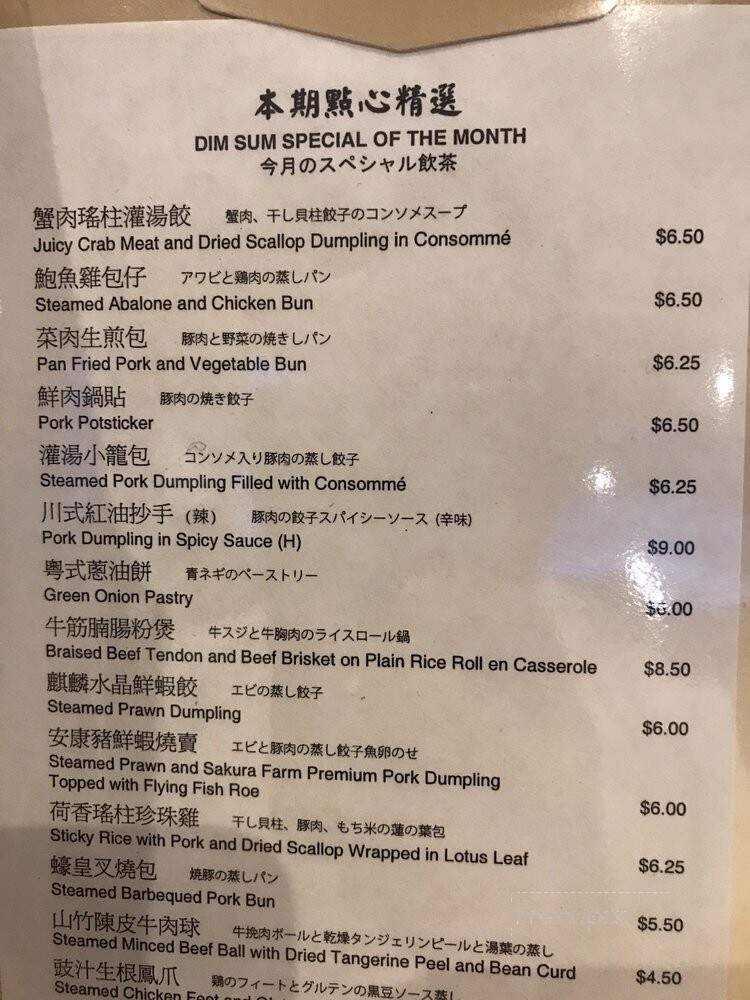 本期點心精選
DIM SUM SPECIAL OF THE MONTH
今月のスペシャル飲茶
蟹肉瑤柱灌湯餃 蟹肉、干し貝柱餃子のコンソメスープ
Juicy Crab Meat and Dried Scallop Dumpling in Consommé $6.50
鮑魚雞包仔 アワビと鶏肉の蒸しパン
Steamed Abalone and Chicken Bun $6.50
菜肉生煎包 豚肉と野菜の焼きしパン
Pan Fried Pork and Vegetable Bun $6.25
鮮肉鍋貼 豚肉の焼き餃子
Pork Potsticker $6.50
灌湯小籠包 コンソメ入り豚肉の蒸し餃子
Steamed Pork Dumpling Filled with Consommé $6.25
川式紅油抄手 (辣) 豚肉の餃子スパイシーソース (辛味)
Pork Dumpling in Spicy Sauce (H) $9.00
粵式蔥油餅 青ネギのペーストリー
Green Onion Pastry $6.00
牛筋腩腸粉煲 牛スジと牛胸肉のライスロール鍋
Braised Beef Tendon and Beef Brisket on Plain Rice Roll en Casserole $8.50
麒麟水晶鮮蝦餃 エビの蒸し餃子
Steamed Prawn Dumpling $6.00
安康豬鮮蝦燒賣 エビと豚肉の蒸し餃子魚卵のせ
Steamed Prawn and Sakura Farm Premium Pork Dumpling
Topped with Flying Fish Roe $6.00
荷香瑤柱珍珠雞 干し貝柱、豚肉、もち米の蓮の葉包
Sticky Rice with Pork and Dried Scallop Wrapped in Lotus Leaf $6.25
蠔皇叉燒包 焼豚の蒸しパン
Steamed Barbequed Pork Bun $5.50
山竹陳皮牛肉球 牛挽肉ボールと乾燥タンジェリンピールと湯葉の蒸し
Steamed Minced Beef Ball with Dried Tangerine Peel and Bean Curd $4.50
豉汁生根鳳爪 鶏のフィートとグルテンの黒豆ソース蒸し
Steamed Chicken Feet and